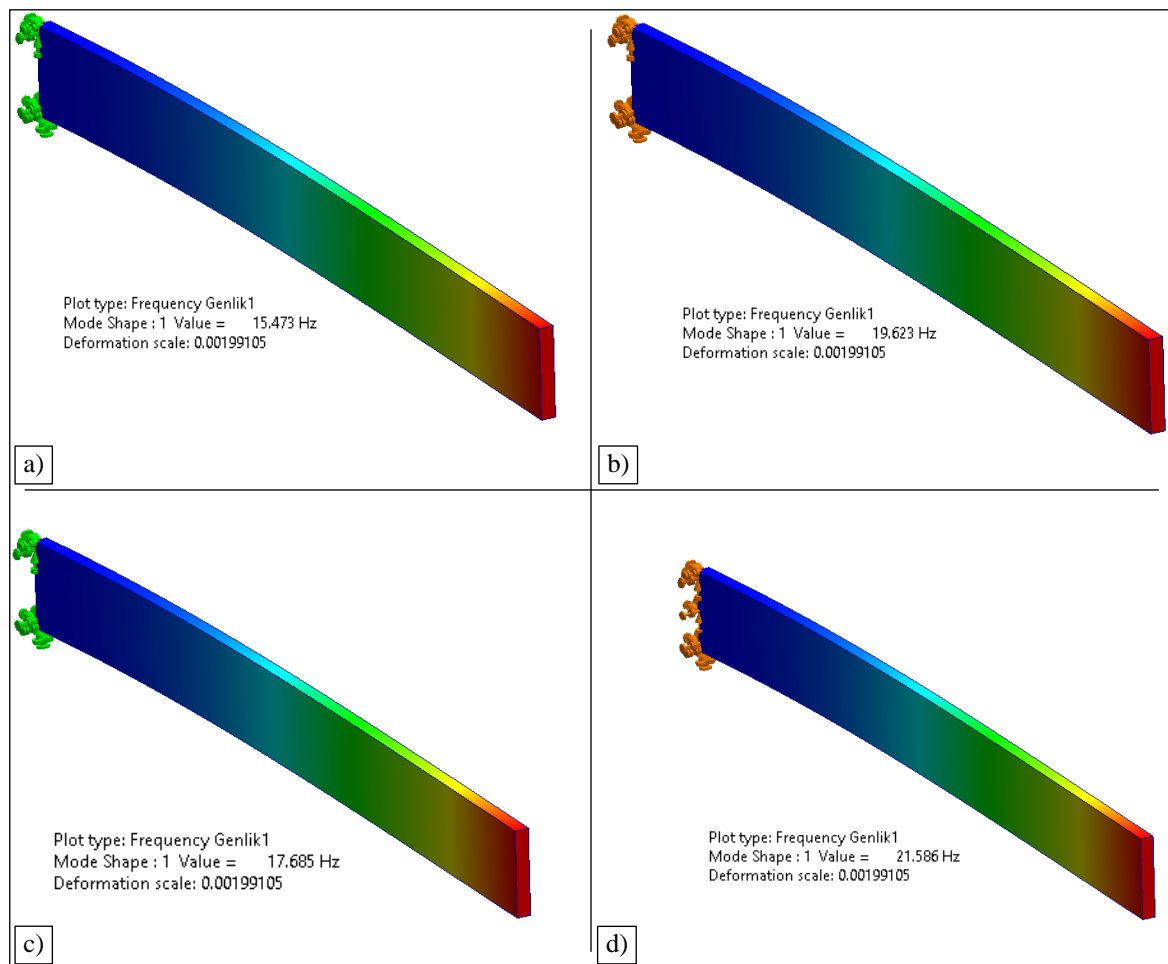 Plot type: Frequency Genlik1
Mode Shape : 1 Value = 15.473 Hz
Deformation scale: 0.00199105
a)
Plot type: Frequency Genlik1
Mode Shape : 1 Value = 19.623 Hz
Deformation scale: 0.00199105
b)
Plot type: Frequency Genlik1
Mode Shape : 1 Value = 17.685 Hz
Deformation scale: 0.00199105
c)
Plot type: Frequency Genlik1
Mode Shape : 1 Value = 21.586 Hz
Deformation scale: 0.00199105
d)